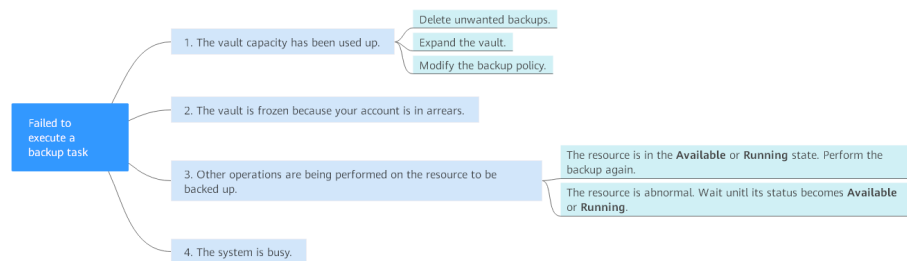 Failed to
execute a
backup task
1. The vault capacity has been used up.
Delete unwanted backups.
Expand the vault.
Modify the backup policy.
2. The vault is frozen because your account is in arrears.
3. Other operations are being performed on the resource to be
backed up.
The resource is in the Available or Running state. Perform the
backup again.
The resource is abnormal. Wait unitl its status becomes Available
or Running.
4. The system is busy.